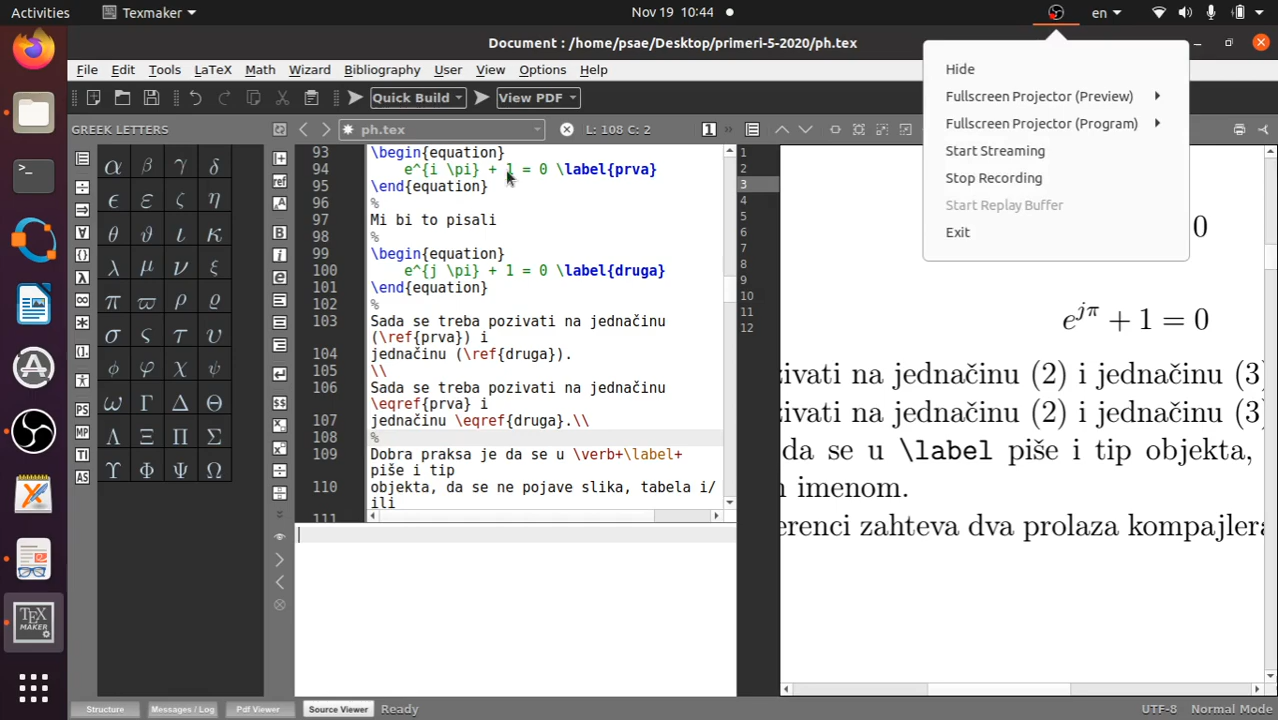 Activities
Texmaker
Nov 19 10:44
en
Document : /home/psae/Desktop/primeri-5-2020/ph.tex
File Edit Tools LaTeX Math Wizard Bibliography User View Options Help
Quick Build
View PDF
GREEK LETTERS
ph.tex
L: 108 C: 2
1
93 \begin{equation}
94 e^{i \pi} + 1 = 0 \label{prva}
95 \end{equation}
96 %
97 Mi bi to pisali
98 %
99 \begin{equation}
100 e^{j \pi} + 1 = 0 \label{druga}
101 \end{equation}
102 %
103 Sada se treba pozivati na jednačinu
(\ref{prva}) i
104 jednačinu (\ref{druga}).
105 \\
106 Sada se treba pozivati na jednačinu
\eqref{prva} i
107 jednačinu \eqref{druga}.\\
108 %
109 Dobra praksa je da se u \verb+\label+
piše i tip
110 objekta, da se ne pojave slika, tabela i/
ili
111
α β γ δ
ϵ ε ζ η
θ ϑ ι κ
λ μ ν ξ
π ϖ ρ ϱ
σ ς τ υ
ϕ φ χ ψ
ω Γ Δ Θ
Λ Ξ Π Σ
Υ Φ Ψ Ω
ref
PS
MP
TI
AS
1
2
3
4
5
6
7
8
9
10
11
12
Hide
Fullscreen Projector (Preview)
Fullscreen Projector (Program)
Start Streaming
Stop Recording
Start Replay Buffer
Exit
0
e^{jπ} + 1 = 0
zivati na jednačinu (2) i jednačinu (3)
zivati na jednačinu (2) i jednačinu (3)
da se u \label piše i tip objekta,
n imenom.
erenci zahteva dva prolaza kompajlera
Structure
Messages / Log
Pdf Viewer
Source Viewer
Ready
UTF-8
Normal Mode
TEX
MAKER